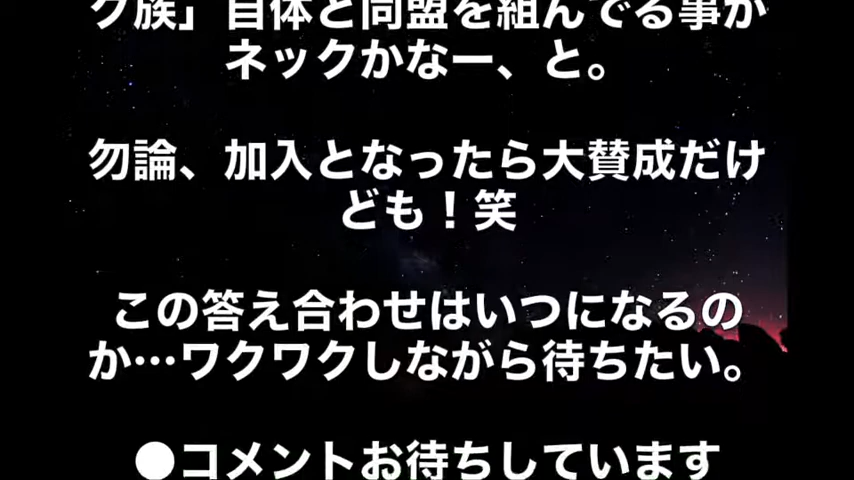 ク族」自体と同盟を組んでる事が
ネックかなー、と。
勿論、加入となったら大賛成だけ
ども！笑
この答え合わせはいつになるの
か…ワクワクしながら待ちたい。
●コメントお待ちしています